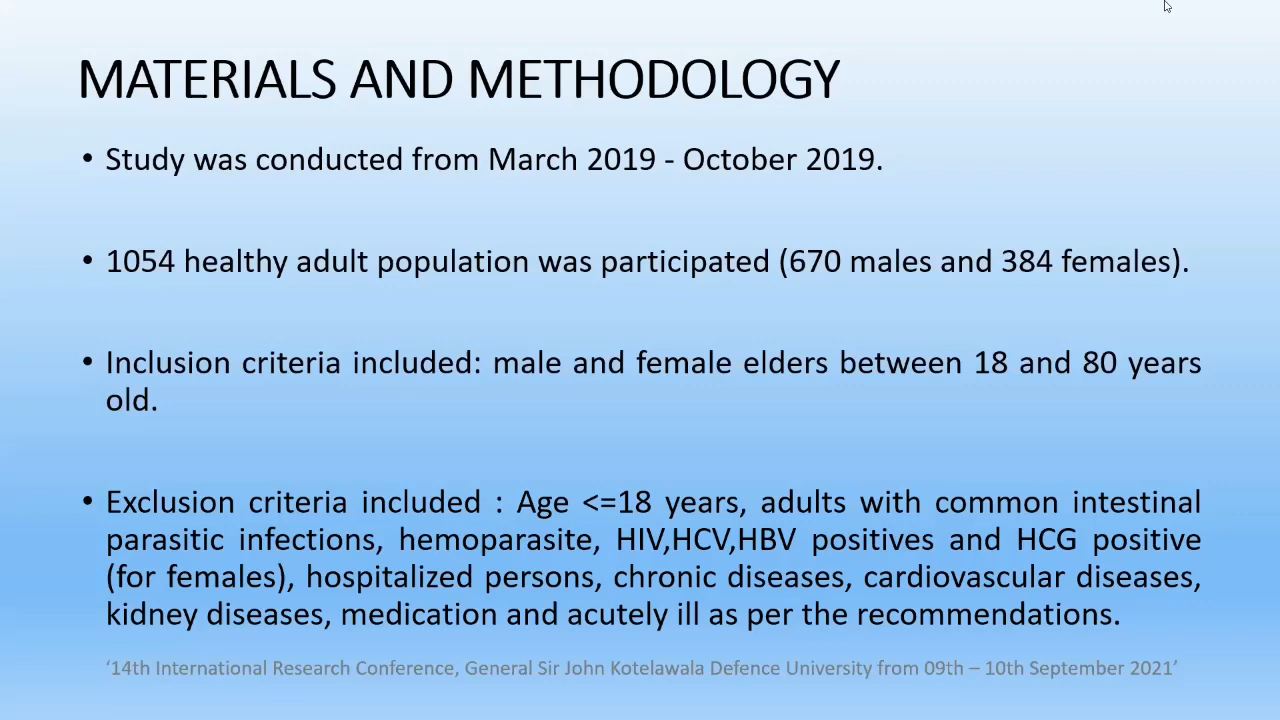 MATERIALS AND METHODOLOGY
• Study was conducted from March 2019 - October 2019.
• 1054 healthy adult population was participated (670 males and 384 females).
• Inclusion criteria included: male and female elders between 18 and 80 years
old.
• Exclusion criteria included : Age <=18 years, adults with common intestinal
parasitic infections, hemoparasite, HIV,HCV,HBV positives and HCG positive
(for females), hospitalized persons, chronic diseases, cardiovascular diseases,
kidney diseases, medication and acutely ill as per the recommendations.
‘14th International Research Conference, General Sir John Kotelawala Defence University from 09th – 10th September 2021’